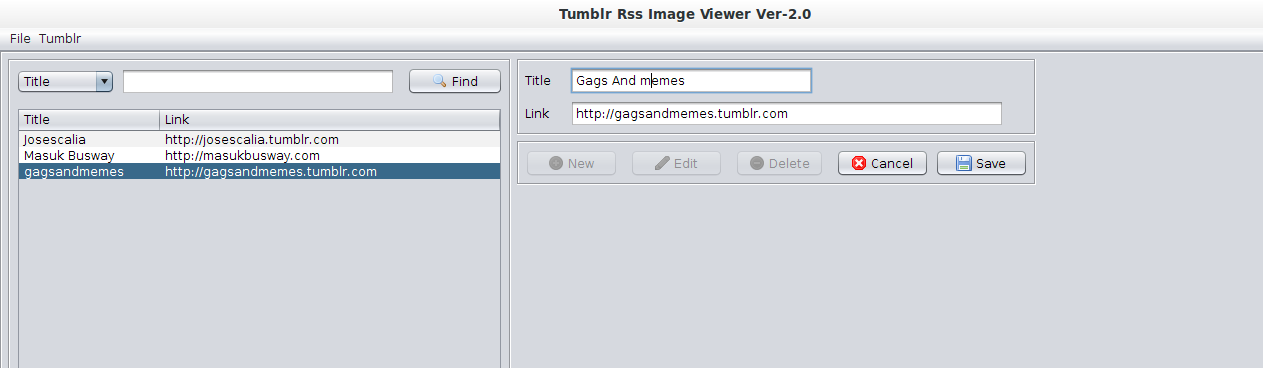 Tumblr Rss Image Viewer Ver-2.0
File Tumblr
Title Find
Title Link
Josescalia http://josescalia.tumblr.com
Masuk Busway http://masukbusway.com
gagsandmemes http://gagsandmemes.tumblr.com
Title Gags And memes
Link http://gagsandmemes.tumblr.com
New Edit Delete Cancel Save